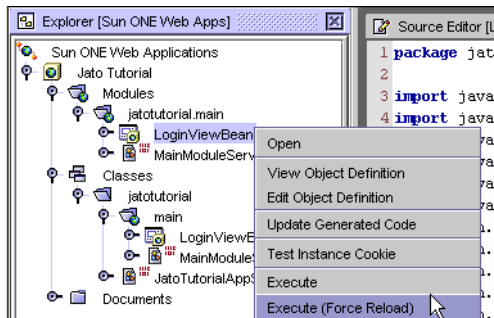 Explorer [Sun ONE Web Apps]
Sun ONE Web Applications
Jato Tutorial
Modules
jatotutorial.main
LoginViewBean
MainModuleServ
Classes
jatotutorial
main
LoginViewB
MainModuleS
JatoTutorialApp
Documents
Open
View Object Definition
Edit Object Definition
Update Generated Code
Test Instance Cookie
Execute
Execute (Force Reload)
Source Editor [L
1 package jat
2
3 import java
4 import java